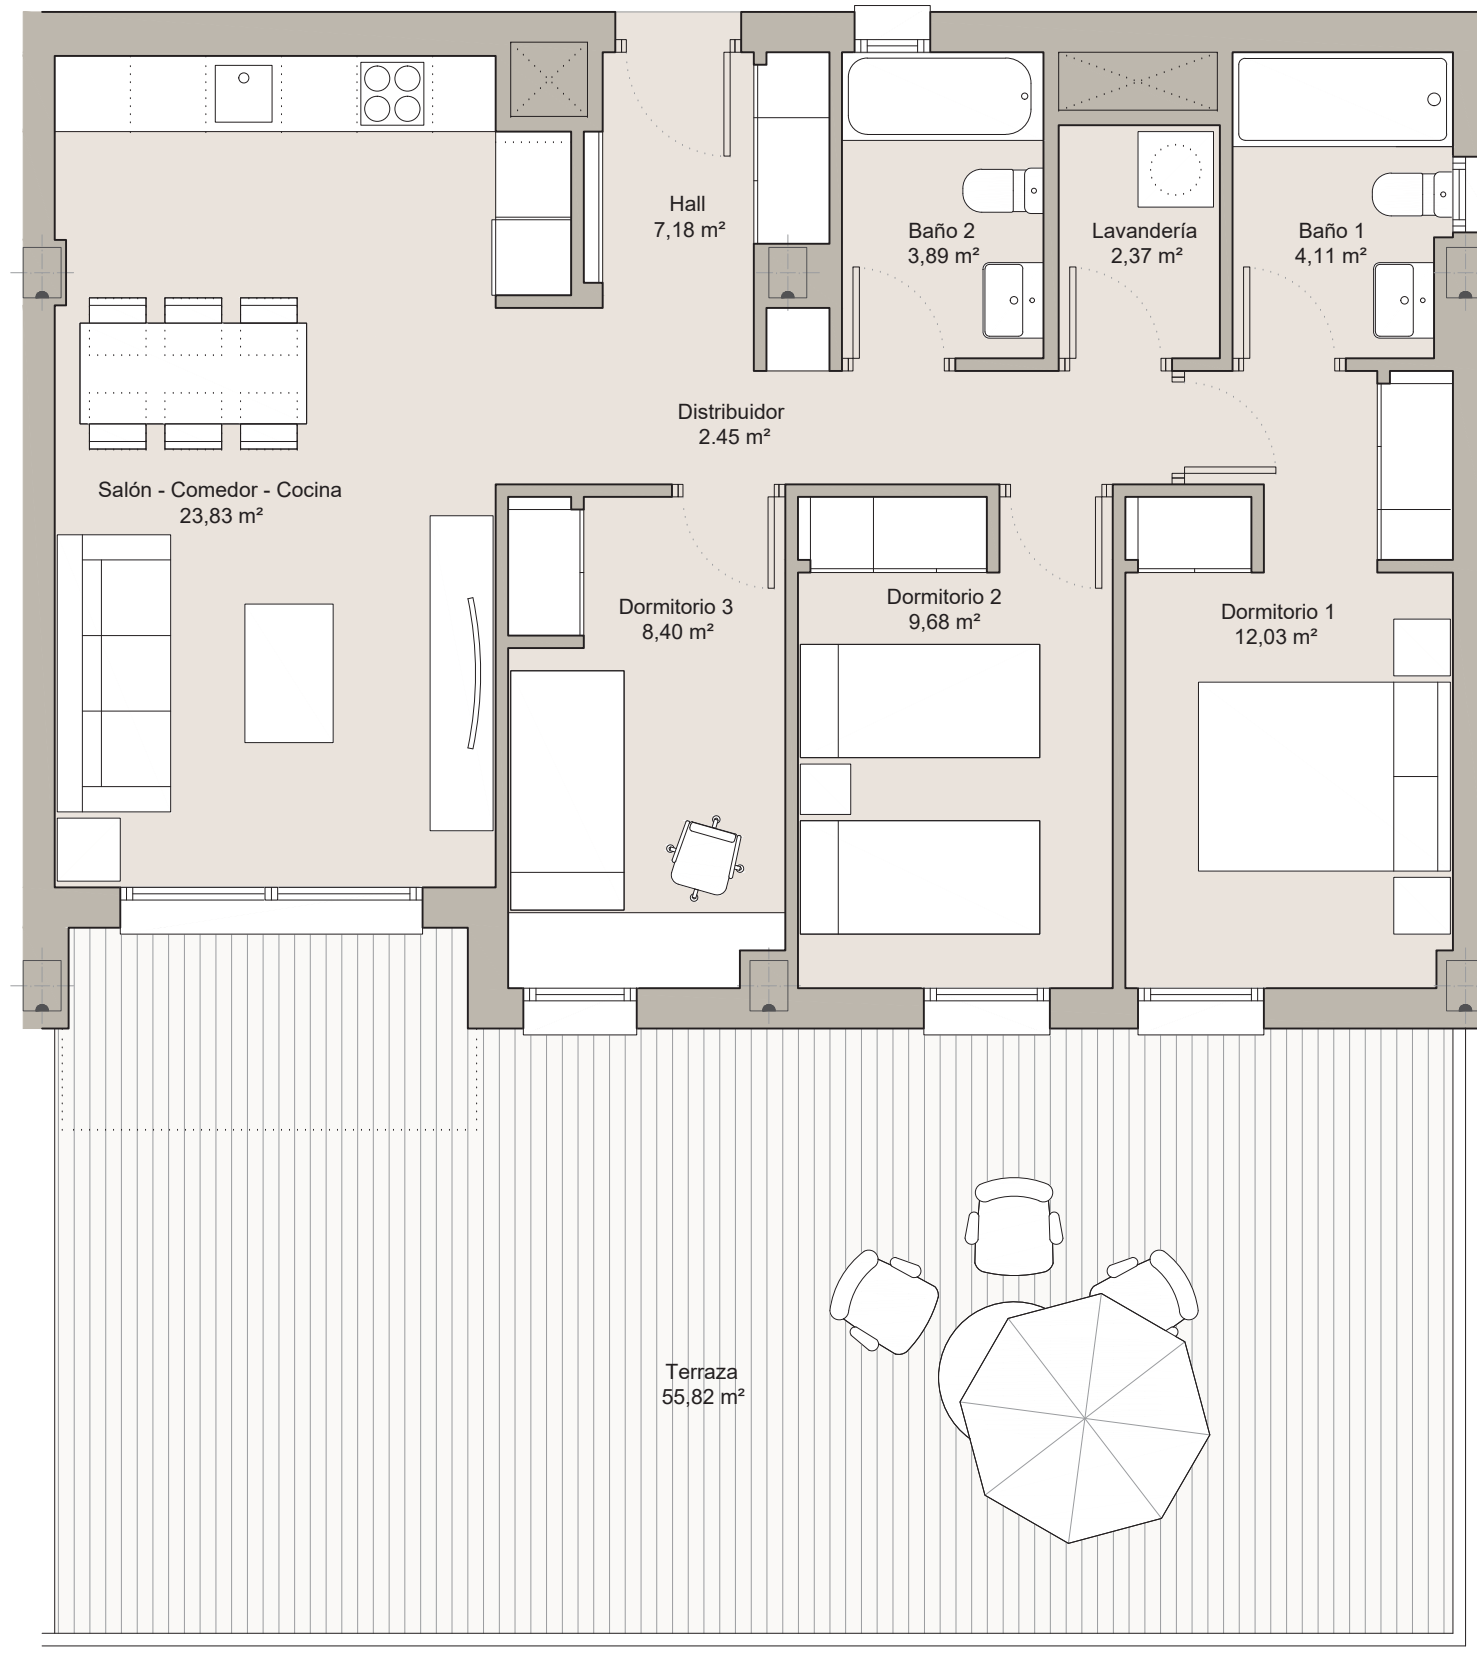 Hall
7,18 m²
Baño 2
3,89 m²
Lavandería
2,37 m²
Baño 1
4,11 m²
Distribuidor
2.45 m²
Salón - Comedor - Cocina
23,83 m²
Dormitorio 3
8,40 m²
Dormitorio 2
9,68 m²
Dormitorio 1
12,03 m²
Terraza
55,82 m²